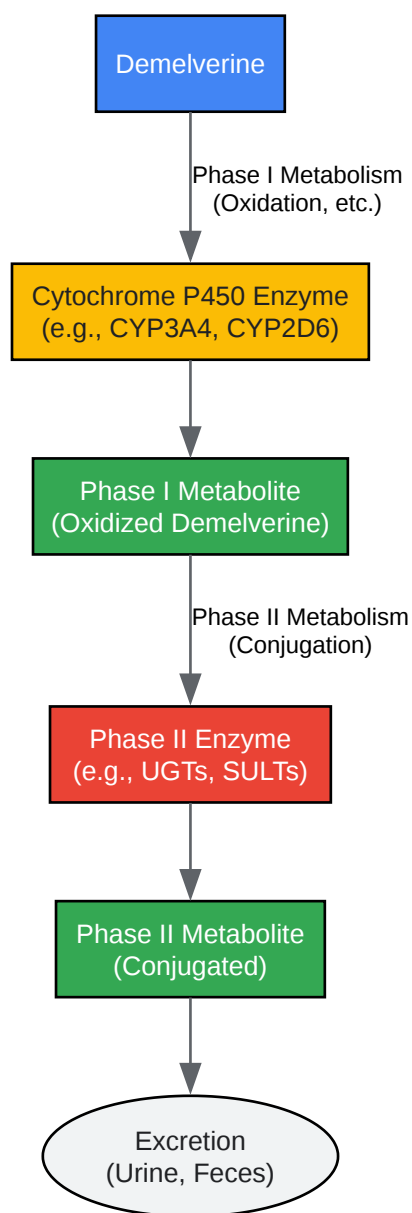 Demelverine
Phase I Metabolism
(Oxidation, etc.)
Cytochrome P450 Enzyme
(e.g., CYP3A4, CYP2D6)
Phase I Metabolite
(Oxidized Demelverine)
Phase II Metabolism
(Conjugation)
Phase II Enzyme
(e.g., UGTs, SULTs)
Phase II Metabolite
(Conjugated)
Excretion
(Urine, Feces)